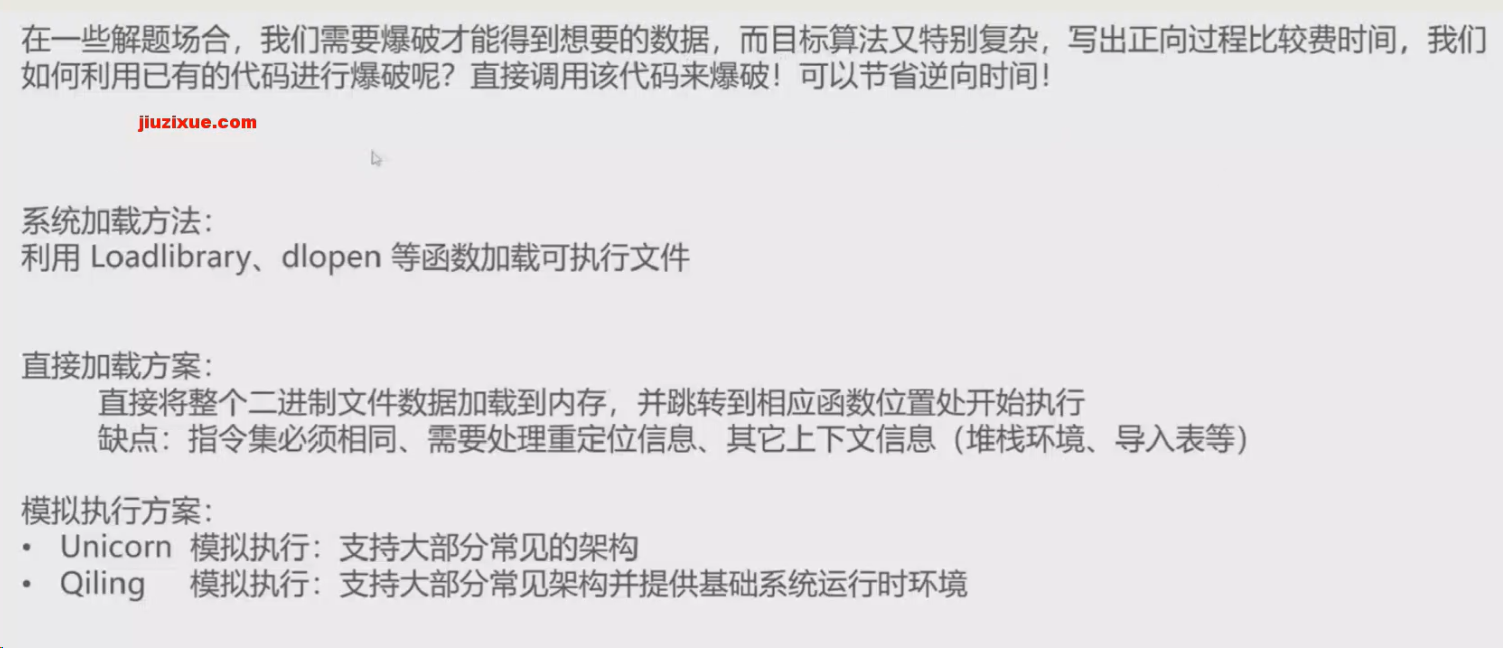 在一些解题场合，我们需要爆破才能得到想要的数据，而目标算法又特别复杂，写出正向过程比较费时间，我们
如何利用已有的代码进行爆破呢？直接调用该代码来爆破！可以节省逆向时间！
jiuzixue.com
系统加载方法：
利用 Loadlibrary、dlopen 等函数加载可执行文件
直接加载方案：
直接将整个二进制文件数据加载到内存，并跳转到相应函数位置处开始执行
缺点：指令集必须相同、需要处理重定位信息、其它上下文信息（堆栈环境、导入表等）
模拟执行方案：
• Unicorn 模拟执行：支持大部分常见的架构
• Qiling 模拟执行：支持大部分常见架构并提供基础系统运行时环境